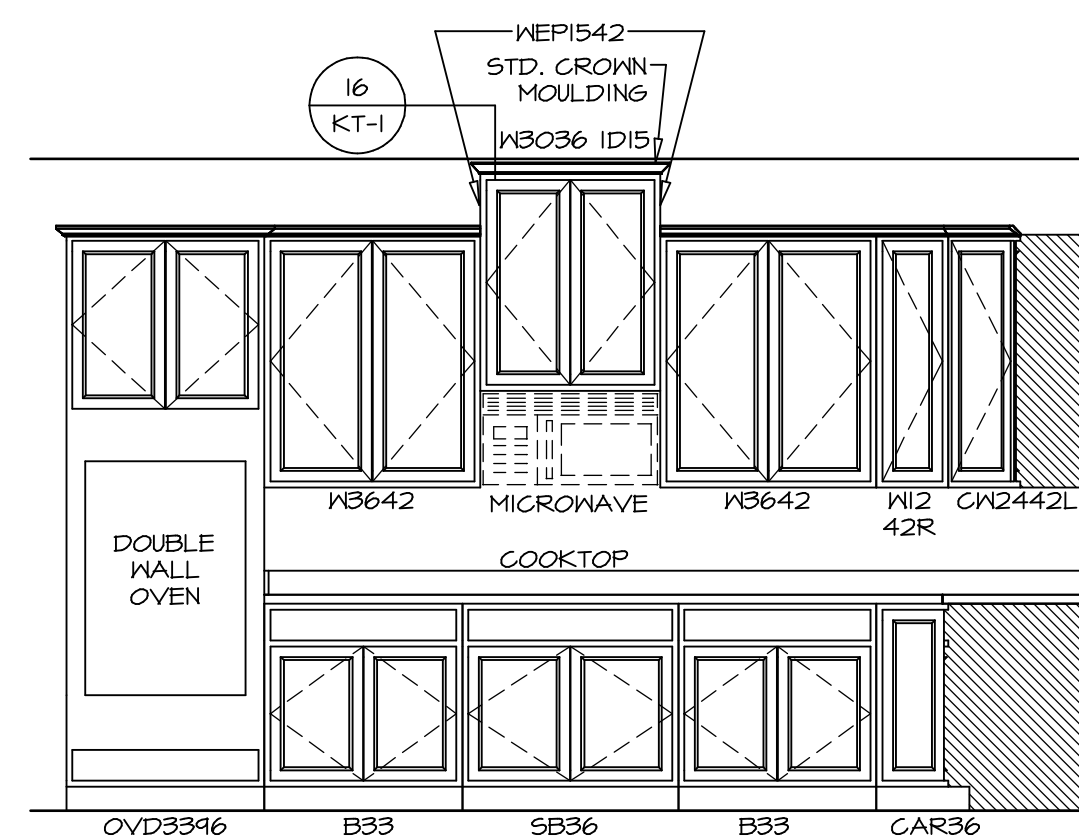 WEP1542
STD. CROWN
MOULDING
16
KT-1
W3036 1D15
W3642
MICROWAVE
W3642
W12
42R
CW2442L
DOUBLE
WALL
OVEN
COOKTOP
OVD3396
B33
SB36
B33
CAR36